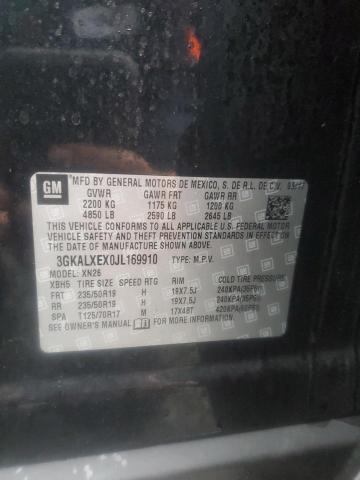 GM
MFD BY GENERAL MOTORS DE MEXICO, S. DE R.L. DE C.V.
GVWR GAWR FRT GAWR RR
2200 KG 1175 KG 1200 KG
4850 LB 2590 LB 2645 LB
THIS VEHICLE CONFORMS TO ALL APPLICABLE U.S. FEDERAL MOTOR
VEHICLE SAFETY AND THEFT PREVENTION STANDARDS IN EFFECT ON
THE DATE OF MANUFACTURE SHOWN ABOVE.
3GKALXEX0JL169910 TYPE: M.P.V.
MODEL: XN26
XBH5 TIRE SIZE SPEED RTG RIM COLD TIRE PRESSURE
FRT 235/50R19 H 19X7.5J 240KPA(35PSI)
RR 235/50R19 H 19X7.5J 240KPA(35PSI)
SPA T125/70R17 M 17X4BT 420KPA(60PSI)
SEE OWNER'S MANUAL FOR MORE INFORMATION.